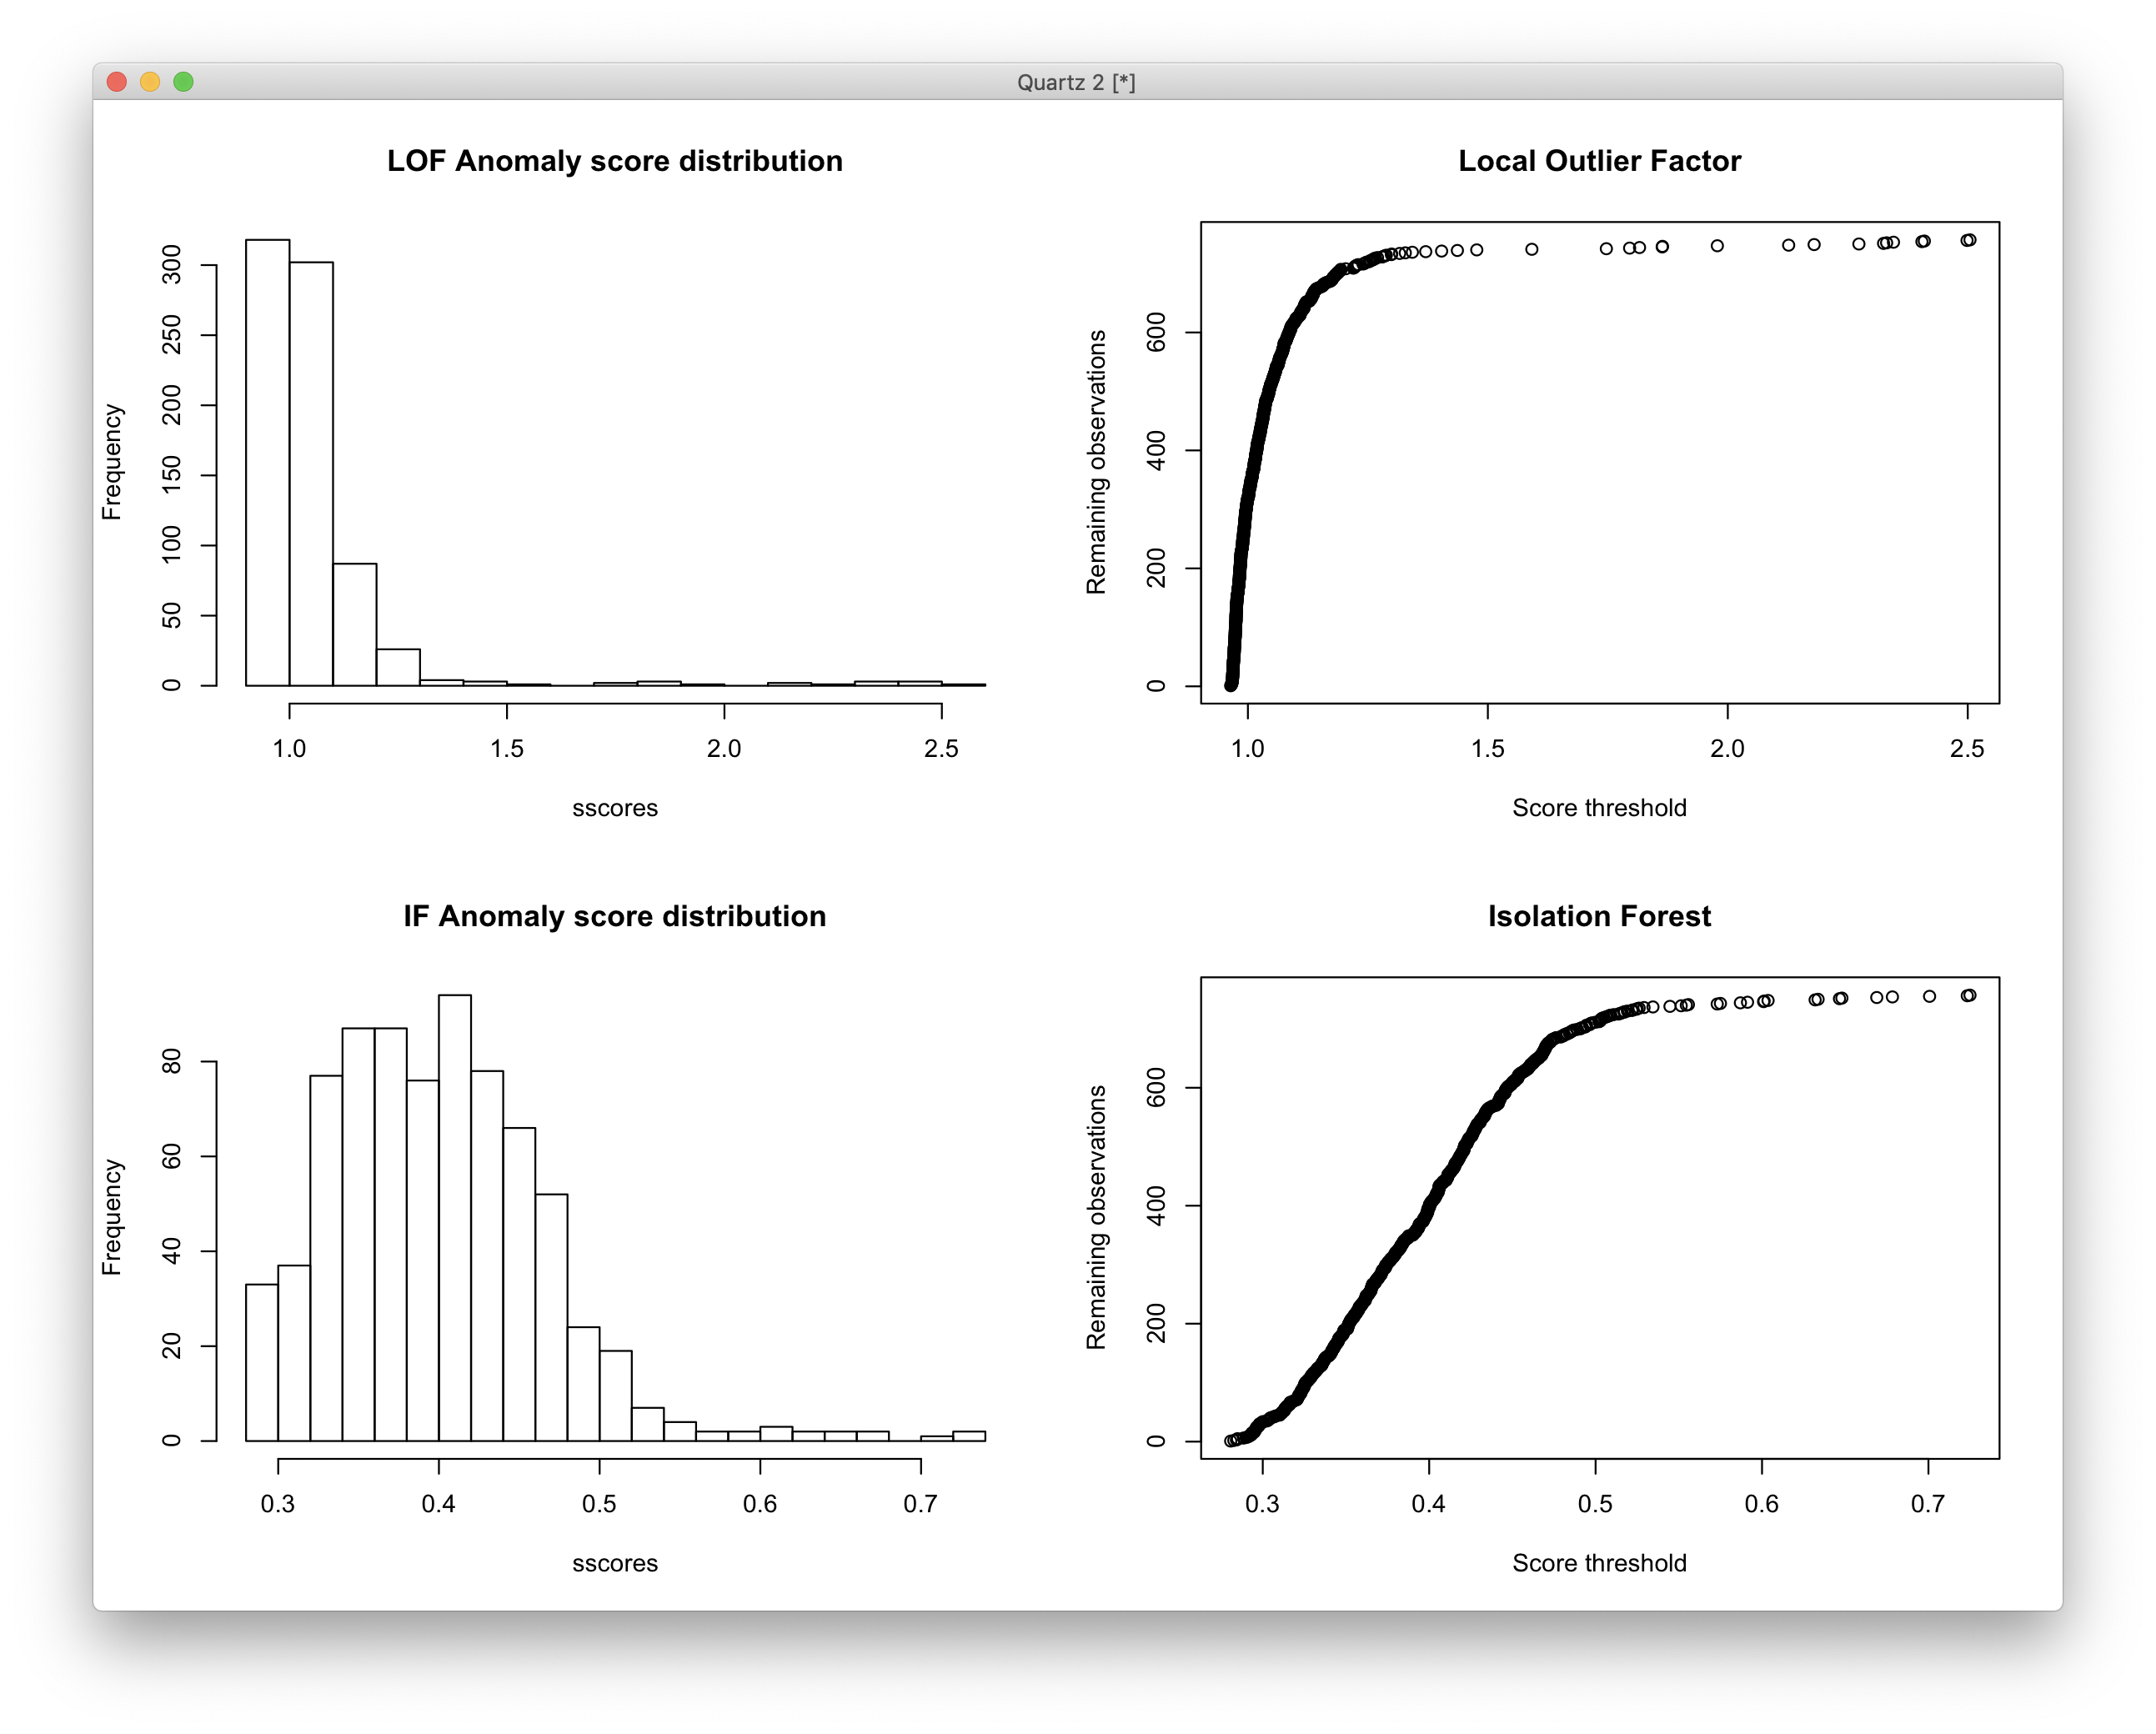 Quartz 2 [*]
LOF Anomaly score distribution
Frequency
300
250
200
150
100
50
0
1.0 1.5 2.0 2.5
sscores
Local Outlier Factor
Remaining observations
600
400
200
0
1.0 1.5 2.0 2.5
Score threshold
IF Anomaly score distribution
Frequency
80
60
40
20
0
0.3 0.4 0.5 0.6 0.7
sscores
Isolation Forest
Remaining observations
600
400
200
0
0.3 0.4 0.5 0.6 0.7
Score threshold